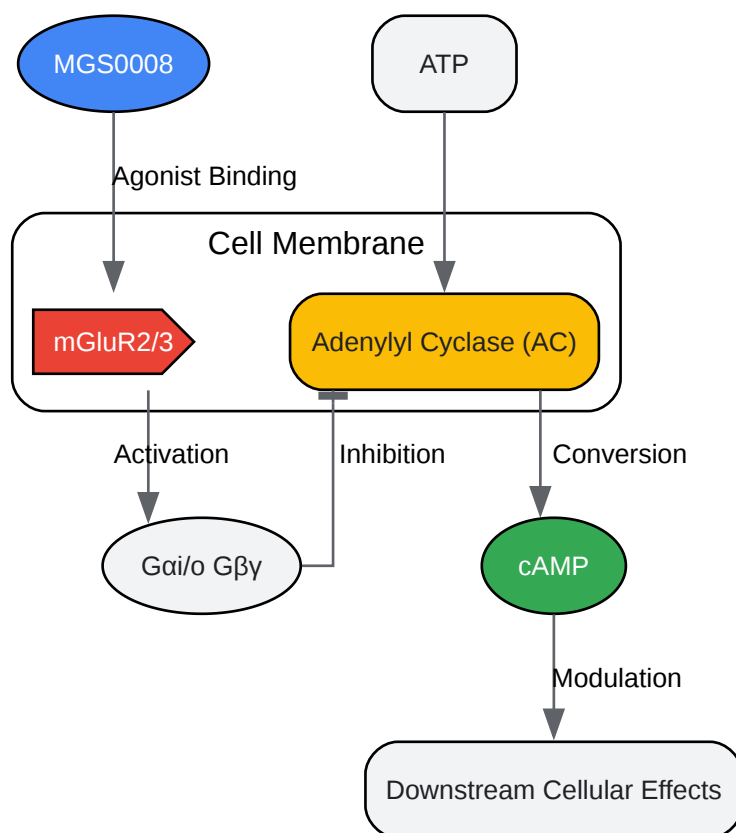 MGS0008
ATP
Agonist Binding
Cell Membrane
mGluR2/3
Adenylyl Cyclase (AC)
Activation
Inhibition
Conversion
Gαi/o Gβγ
cAMP
Modulation
Downstream Cellular Effects